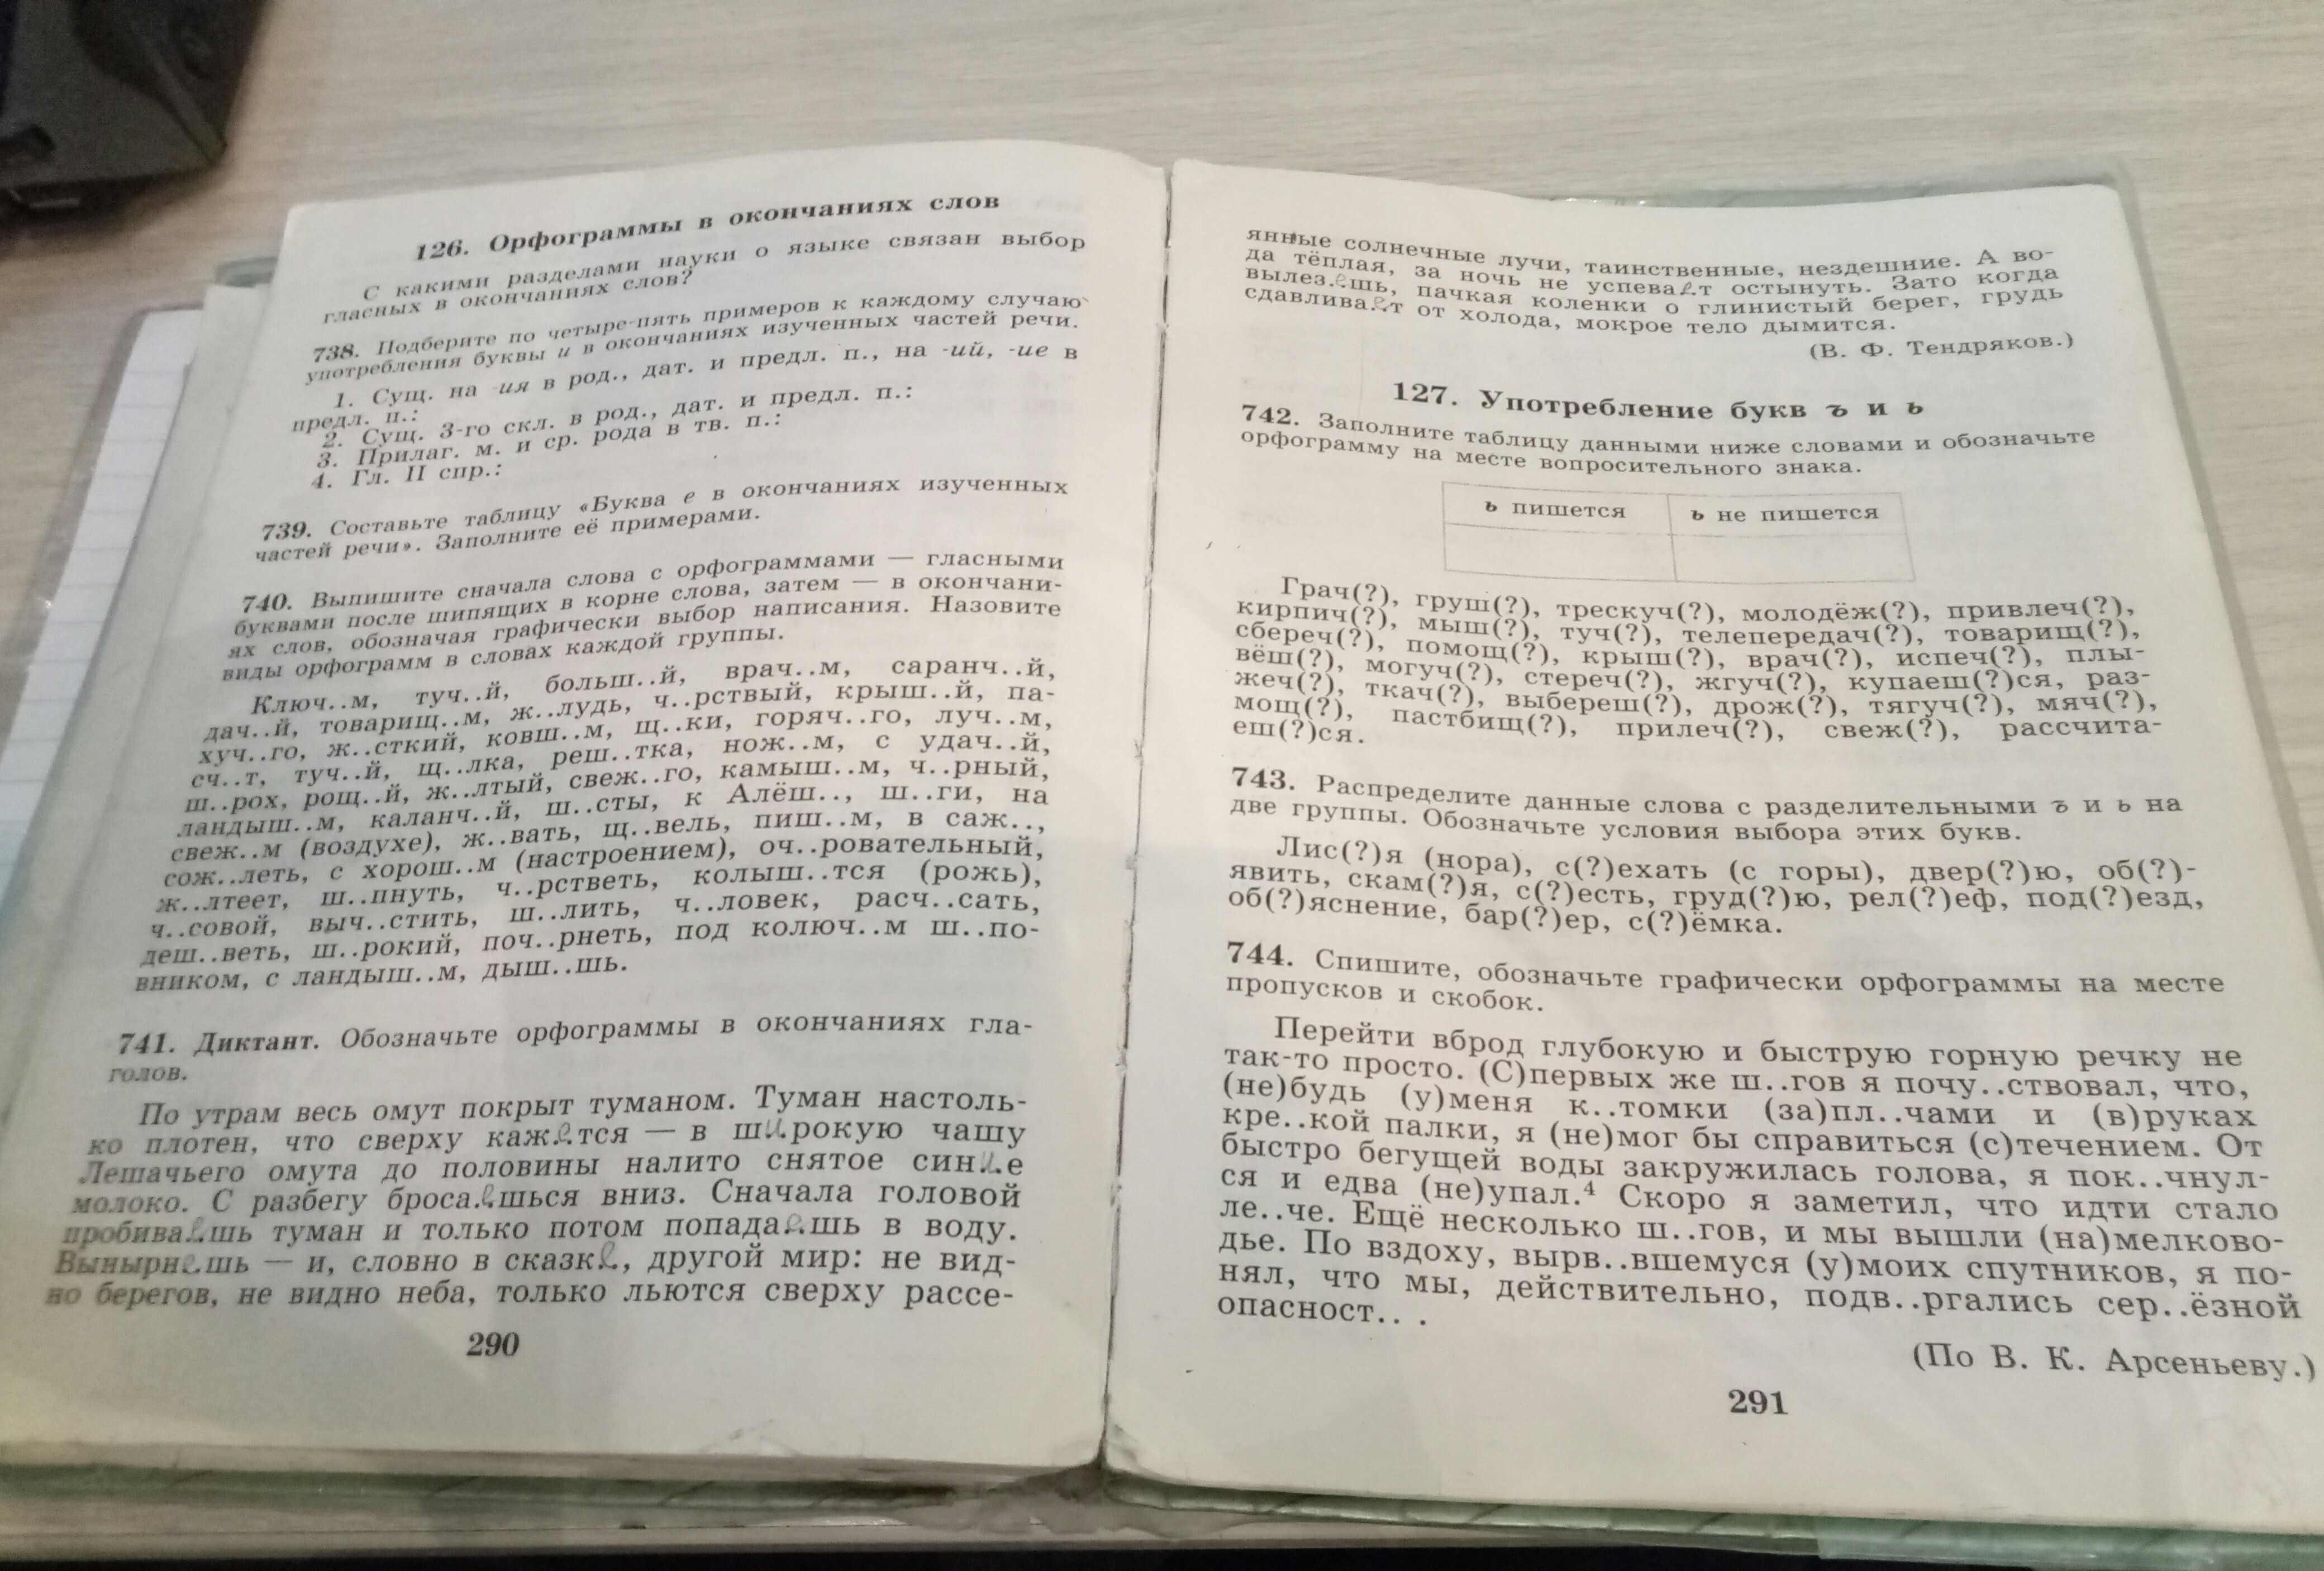 126. Орфограммы в окончаниях слов
С какими разделами науки о языке связан выбор
гласных в окончаниях слов?
738. Подберите по четыре-пять примеров к каждому случаю
употребления буквы и в окончаниях изученных частей речи.
1. Сущ. на -ия в род., дат. и предл. п., на -ий, -ие в
предл. п.:
2. Сущ. 3-го скл. в род., дат. и предл. п.:
3. Прилаг. м. и ср. рода в тв. п.:
4. Гл. II спр.:
739. Составьте таблицу «Буква е в окончаниях изученных
частей речи». Заполните её примерами.
740. Выпишите сначала слова с орфограммами — гласными
буквами после шипящих в корне слова, затем — в окончани-
ях слов, обозначая графически выбор написания. Назовите
виды орфограмм в словах каждой группы.
Ключ..м, туч..й, больш..й, врач..м, саранч..й,
дач..й, товарищ..м, ж..лудь, ч..рствый, крыш..й, па-
хуч..го, ж..сткий, ковш..м, щ..ки, горяч..го, луч..м,
сч..т, туч..й, щ..лка, реш..тка, нож..м, с удач..й,
ш..рох, рощ..й, ж..лтый, свеж..го, камыш..м, ч..рный,
ландыш..м, каланч..й, ш..сты, к Алёш.., ш..ги, на
свеж..м (воздухе), ж..вать, щ..вель, пиш..м, в саж..,
сож..леть, с хорош..м (настроением), оч..ровательный,
ж..лтеет, ш..пнуть, ч..рстветь, колыш..тся (рожь),
ч..совой, выч..стить, ш..лить, ч..ловек, расч..сать,
деш..веть, ш..рокий, поч..рнеть, под колюч..м ш..по-
вником, с ландыш..м, дыш..шь.
741. Диктант. Обозначьте орфограммы в окончаниях гла-
голов.
По утрам весь омут покрыт туманом. Туман настоль-
ко плотен, что сверху кажется — в широкую чашу
Лешачьего омута до половины налито снятое синие
молоко. С разбегу бросаешься вниз. Сначала головой
пробиваешь туман и только потом попадаешь в воду.
Вынырнешь — и, словно в сказке, другой мир: не вид-
но берегов, не видно неба, только льются сверху рассе-
290
янные солнечные лучи, таинственные, нездешние. А во-
да тёплая, за ночь не успевает остынуть. Зато когда
вылезешь, пачкая коленки о глинистый берег, грудь
сдавливает от холода, мокрое тело дымится.
(В. Ф. Тендряков.)
127. Употребление букв ъ и ь
742. Заполните таблицу данными ниже словами и обозначьте
орфограмму на месте вопросительного знака.
ь пишется ь не пишется
Грач(?), груш(?), трескуч(?), молодёж(?), привлеч(?),
кирпич(?), мыш(?), туч(?), телепередач(?), товарищ(?),
сбереч(?), помощ(?), крыш(?), врач(?), испеч(?), плы-
вёш(?), могуч(?), стереч(?), жгуч(?), купаеш(?)ся, раз-
жеч(?), ткач(?), выбереш(?), дрож(?), тягуч(?), мяч(?),
мощ(?), пастбищ(?), прилеч(?), свеж(?), рассчита-
еш(?)ся.
743. Распределите данные слова с разделительными ъ и ь на
две группы. Обозначьте условия выбора этих букв.
Лис(?)я (нора), с(?)ехать (с горы), двер(?)ю, об(?)-
явить, скам(?)я, с(?)есть, груд(?)ю, рел(?)еф, под(?)езд,
об(?)яснение, бар(?)ер, с(?)ёмка.
744. Спишите, обозначьте графически орфограммы на месте
пропусков и скобок.
Перейти вброд глубокую и быструю горную речку не
так-то просто. (С)первых же ш..гов я почу..ствовал, что,
(не)будь (у)меня к..томки (за)пл..чами и (в)руках
кре..кой палки, я (не)мог бы справиться (с)течением. От
быстро бегущей воды закружилась голова, я пок..чнул-
ся и едва (не)упал.⁴ Скоро я заметил, что идти стало
ле..че. Ещё несколько ш..гов, и мы вышли (на)мелково-
дье. По вздоху, вырв..вшемуся (у)моих спутников, я по-
нял, что мы, действительно, подв..ргались сер..ёзной
опасност.. .
(По В. К. Арсеньеву.)
291